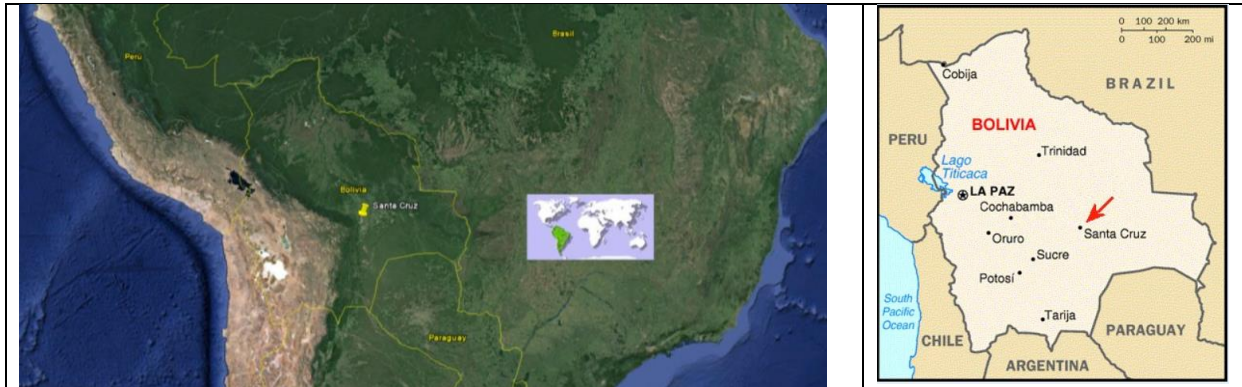 Peru
Brasil
Bolivia
Santa Cruz
Paraguay
0 100 200 km
0 100 200 mi
Cobija
BRAZIL
BOLIVIA
PERU
Trinidad
Lago
Titicaca
LA PAZ
Cochabamba
Santa Cruz
Oruro
Sucre
Potosí
South
Pacific
Ocean
Tarija
PARAGUAY
CHILE
ARGENTINA